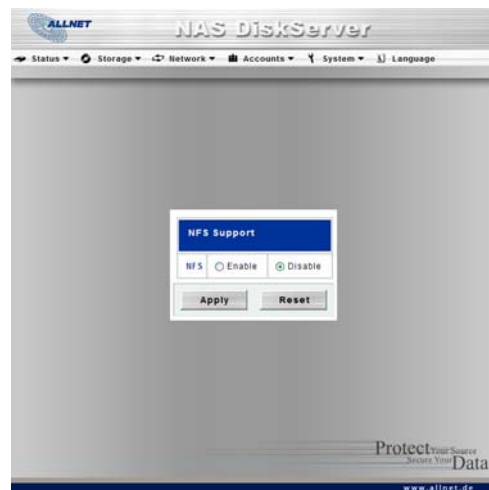 ALLNET
NAS DiskServer
Status Storage Network Accounts System Language
NFS Support
NFS Enable Disable
Apply Reset
Protect Your Source
Secure Your Data
www.allnet.de